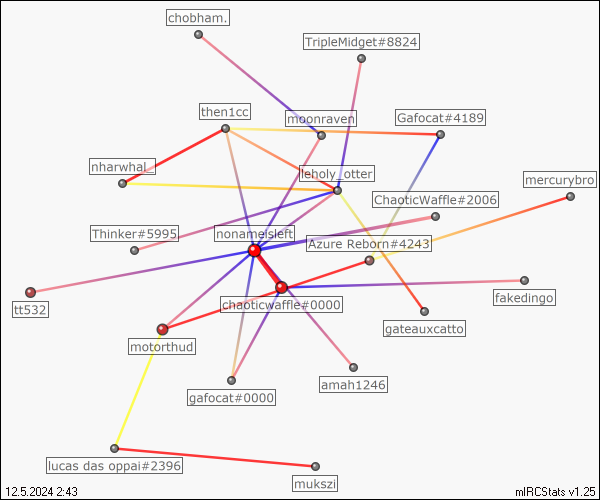 chobham.
TripleMidget#8824
then1cc
moonraven
Gafocat#4189
nharwhal_
leholy_otter
mercurybro
ChaoticWaffle#2006
Thinker#5995
nonameisleft
Azure Reborn#4243
tt532
chaoticwaffle#0000
fakedingo
gateauxcatto
motorthud
amah1246
gafocat#0000
lucas das oppai#2396
mukszi
12.5.2024 2:43
mIRCStats v1.25